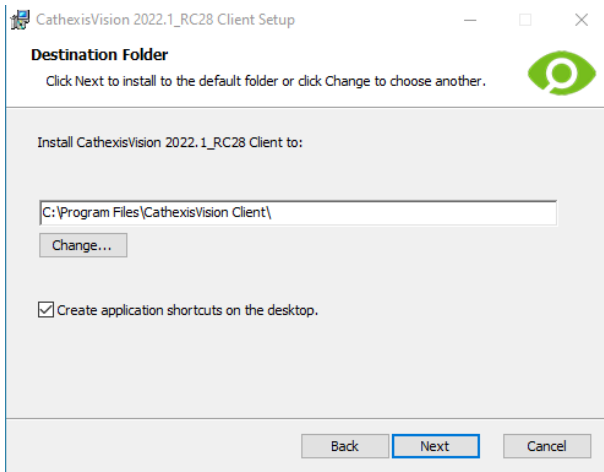 CathexisVision 2022.1_RC28 Client Setup
Destination Folder
Click Next to install to the default folder or click Change to choose another.
Install CathexisVision 2022.1_RC28 Client to:
C:\Program Files\CathexisVision Client\
Change...
Create application shortcuts on the desktop.
Back Next Cancel